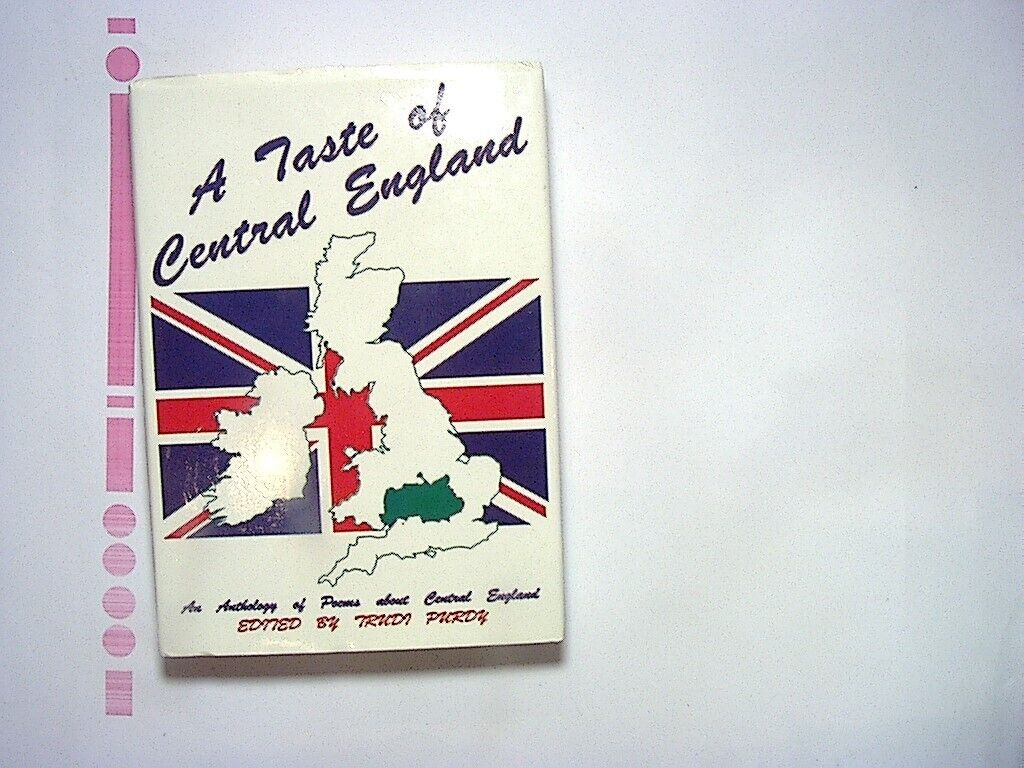 A Taste of
Central England
An Anthology of Poems about Central England
EDITED BY TRUDI PURDY